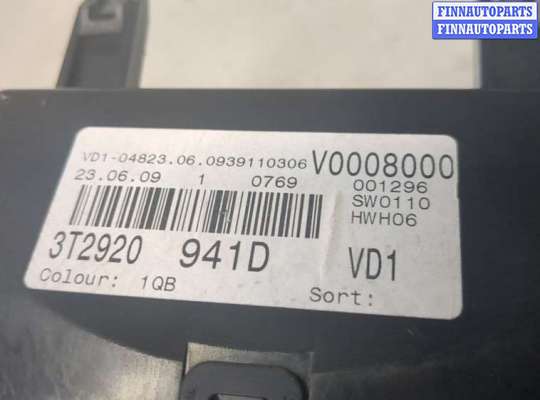 FINNAUTOPARTS
FINNAUTOPARTS
VD1-04823.06.0939110306 V0008000
23.06.09 1 0769 001296
SW0110
HWH06
3T2920 941D VD1
Colour: 1QB Sort: